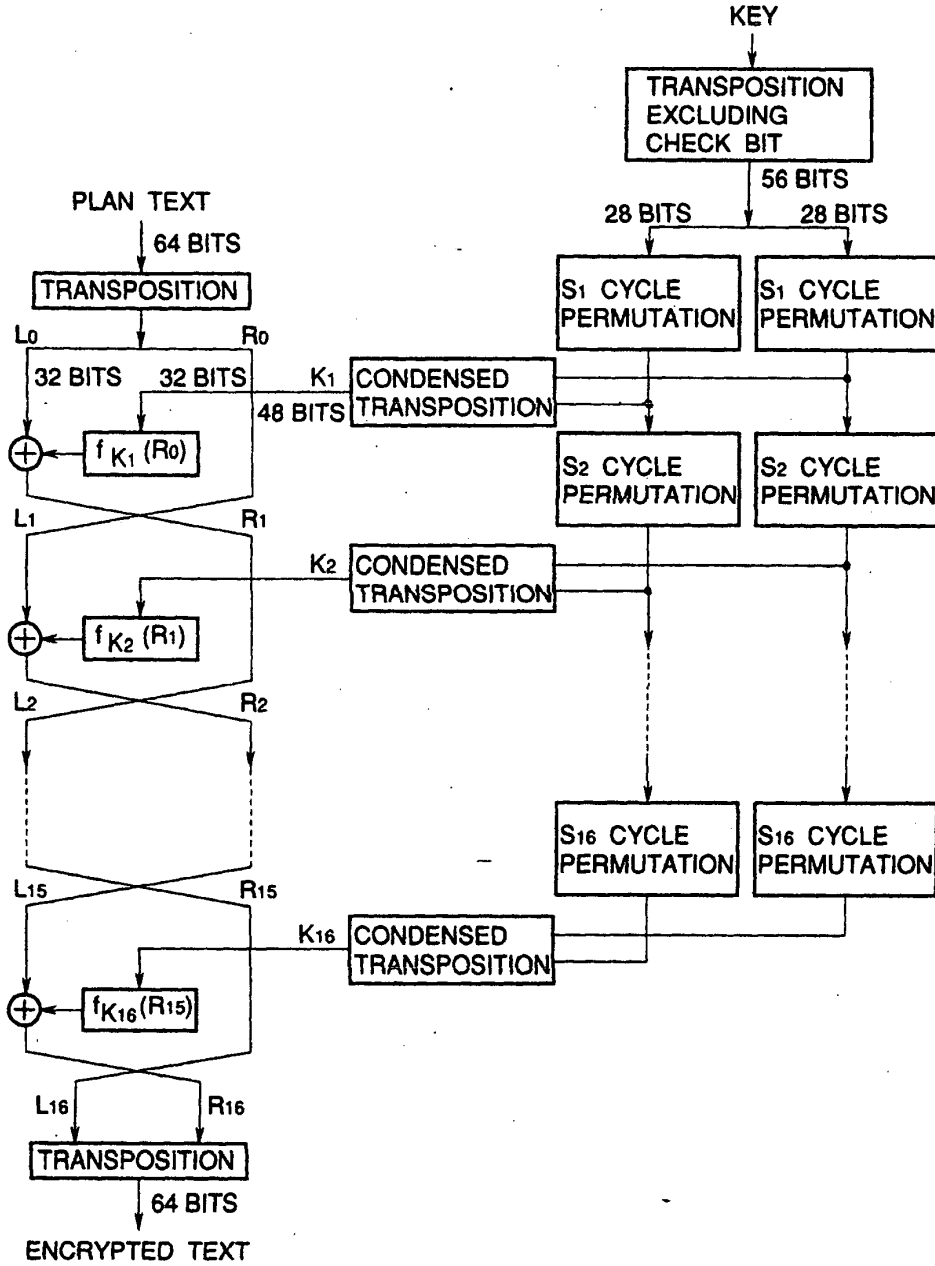 KEY
TRANSPOSITION
EXCLUDING
CHECK BIT
56 BITS
28 BITS
28 BITS
PLAN TEXT
64 BITS
TRANSPOSITION
L0
R0
32 BITS
32 BITS
S1 CYCLE
PERMUTATION
S1 CYCLE
PERMUTATION
K1
48 BITS
CONDENSED
TRANSPOSITION
fK1 (R0)
S2 CYCLE
PERMUTATION
S2 CYCLE
PERMUTATION
L1
R1
K2
CONDENSED
TRANSPOSITION
fK2 (R1)
L2
R2
S16 CYCLE
PERMUTATION
S16 CYCLE
PERMUTATION
L15
R15
K16
CONDENSED
TRANSPOSITION
fK16 (R15)
L16
R16
TRANSPOSITION
64 BITS
ENCRYPTED TEXT